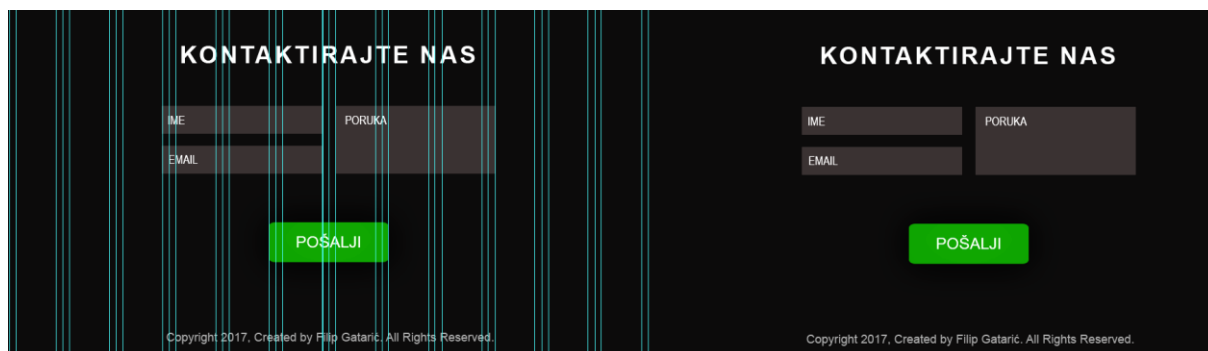 KONTAKTIRAJTE NAS
IME
PORUKA
EMAIL
POŠALJI
Copyright 2017, Created by Filip Gatarić. All Rights Reserved.
KONTAKTIRAJTE NAS
IME
PORUKA
EMAIL
POŠALJI
Copyright 2017, Created by Filip Gatarić. All Rights Reserved.